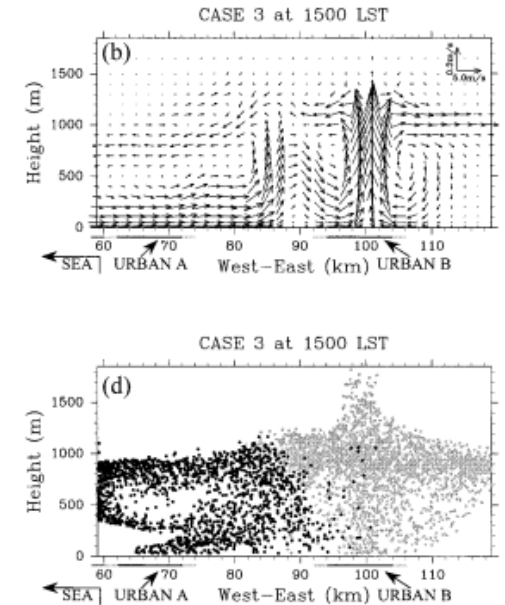 CASE 3 at 1500 LST
(b)
0.5m/s
5.0m/s
Height (m)
1500
1000
500
0
60 70 80 90 100 110
SEA URBAN A West-East (km) URBAN B
CASE 3 at 1500 LST
(d)
Height (m)
1500
1000
500
0
60 70 80 90 100 110
SEA URBAN A West-East (km) URBAN B